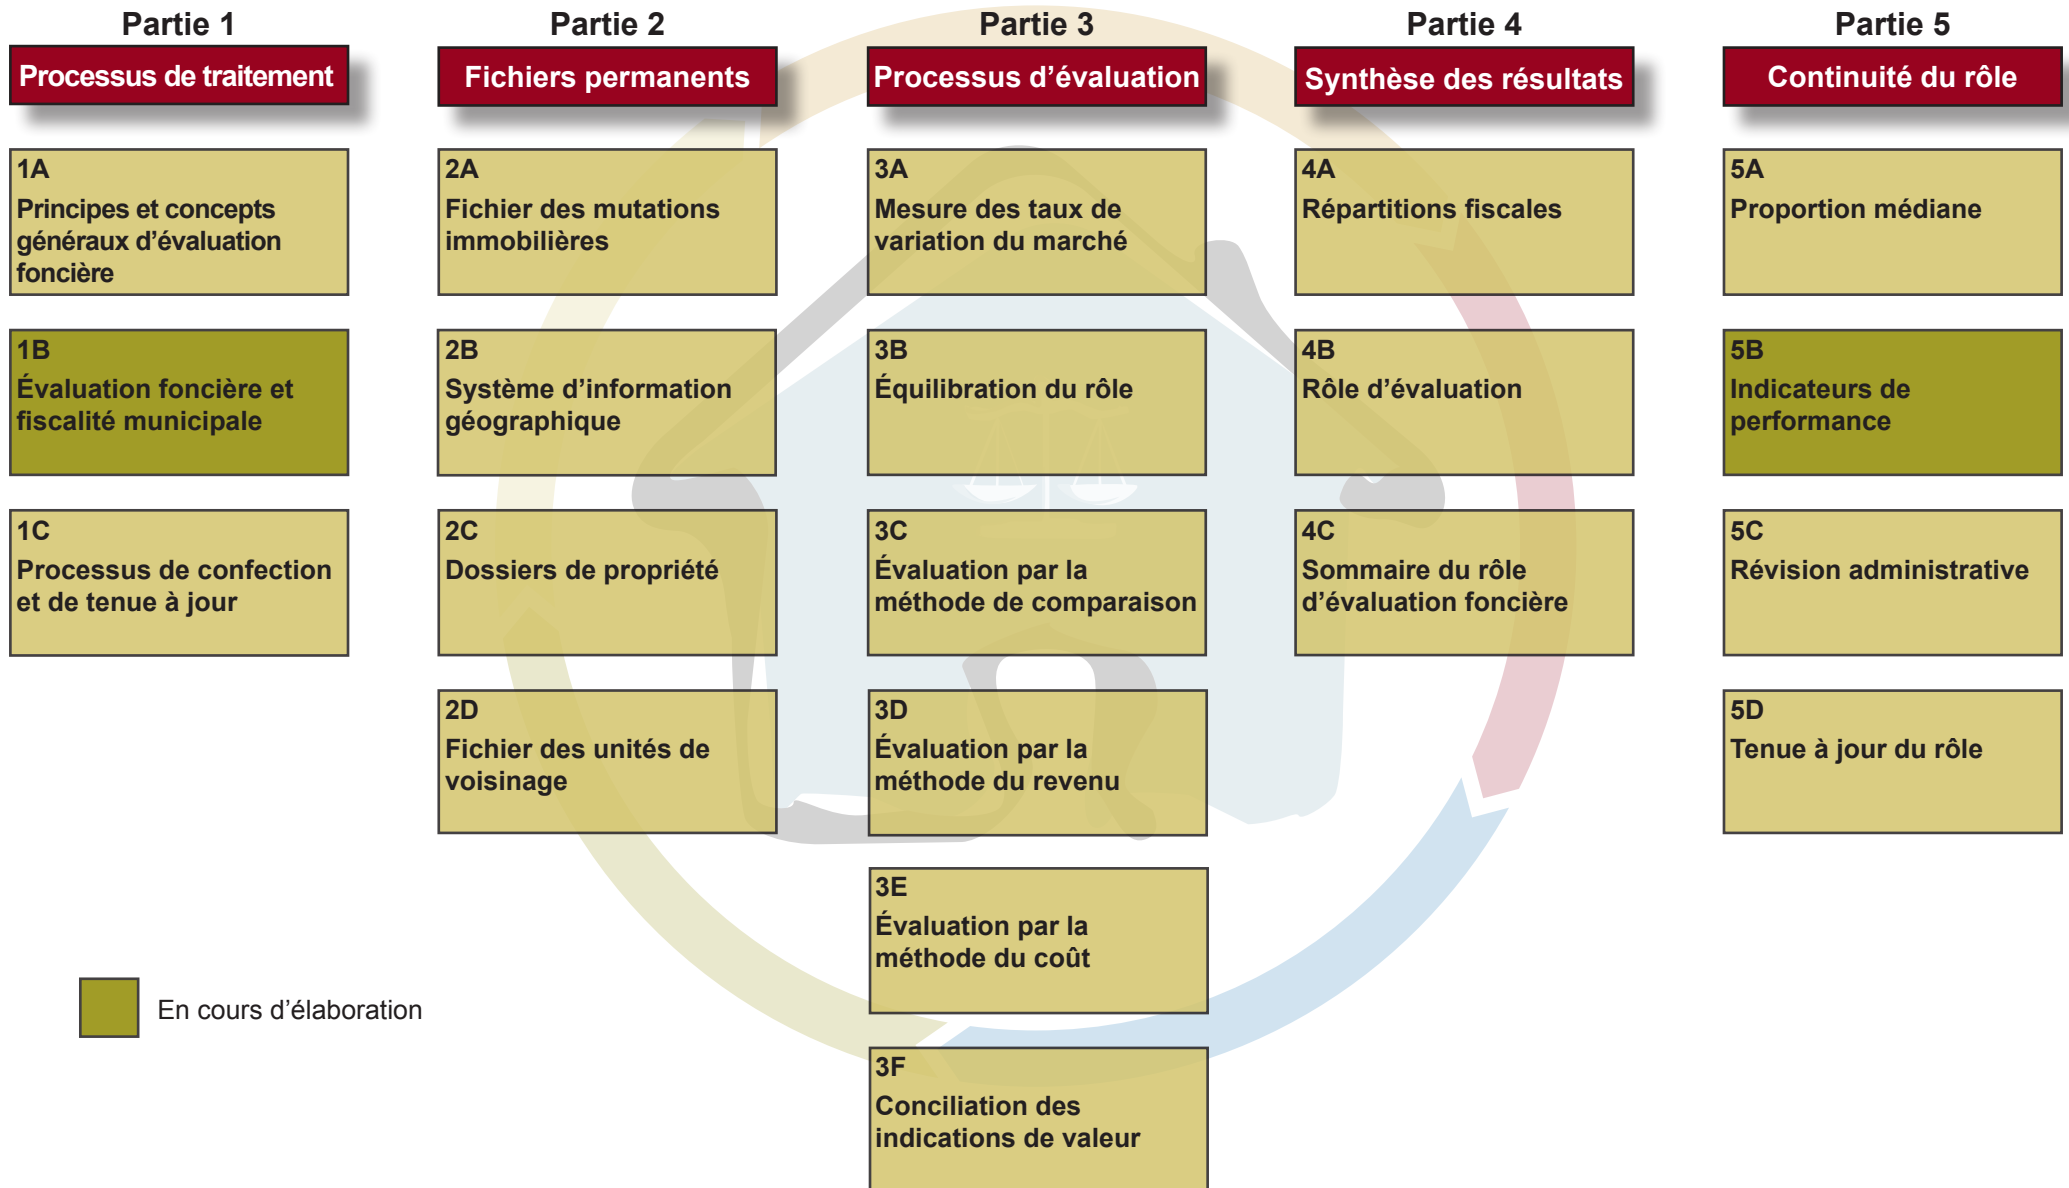 Partie 1
Processus de traitement
1A
Principes et concepts
généraux d’évaluation
foncière
1B
Évaluation foncière et
fiscalité municipale
1C
Processus de confection
et de tenue à jour
Partie 2
Fichiers permanents
2A
Fichier des mutations
immobilières
2B
Système d’information
géographique
2C
Dossiers de propriété
2D
Fichier des unités de
voisinage
Partie 3
Processus d’évaluation
3A
Mesure des taux de
variation du marché
3B
Équilibration du rôle
3C
Évaluation par la
méthode de comparaison
3D
Évaluation par la
méthode du revenu
3E
Évaluation par la
méthode du coût
3F
Conciliation des
indications de valeur
Partie 4
Synthèse des résultats
4A
Répartitions fiscales
4B
Rôle d’évaluation
4C
Sommaire du rôle
d’évaluation foncière
Partie 5
Continuité du rôle
5A
Proportion médiane
5B
Indicateurs de
performance
5C
Révision administrative
5D
Tenue à jour du rôle
En cours d’élaboration